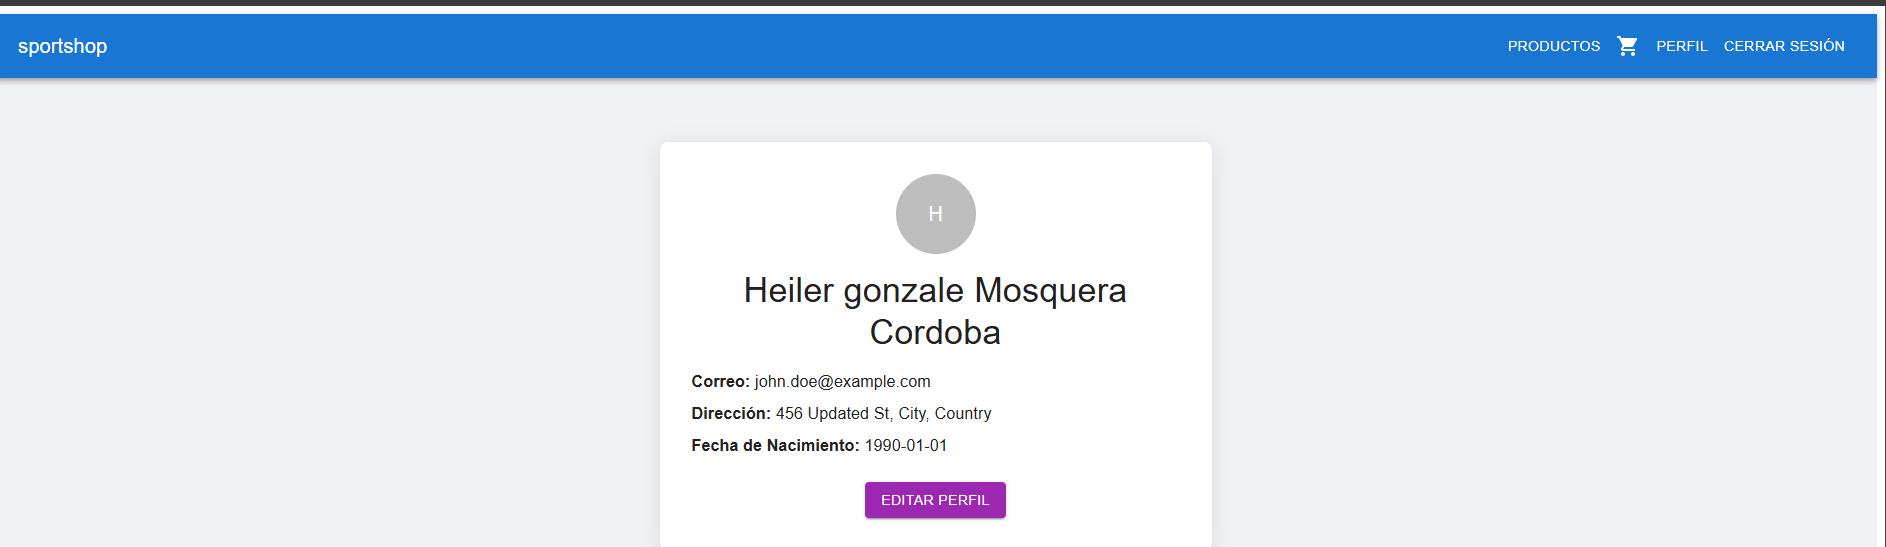 sportshop
PRODUCTOS PERFIL CERRAR SESIÓN
H
Heiler gonzale Mosquera
Cordoba
Correo: john.doe@example.com
Dirección: 456 Updated St, City, Country
Fecha de Nacimiento: 1990-01-01
EDITAR PERFIL